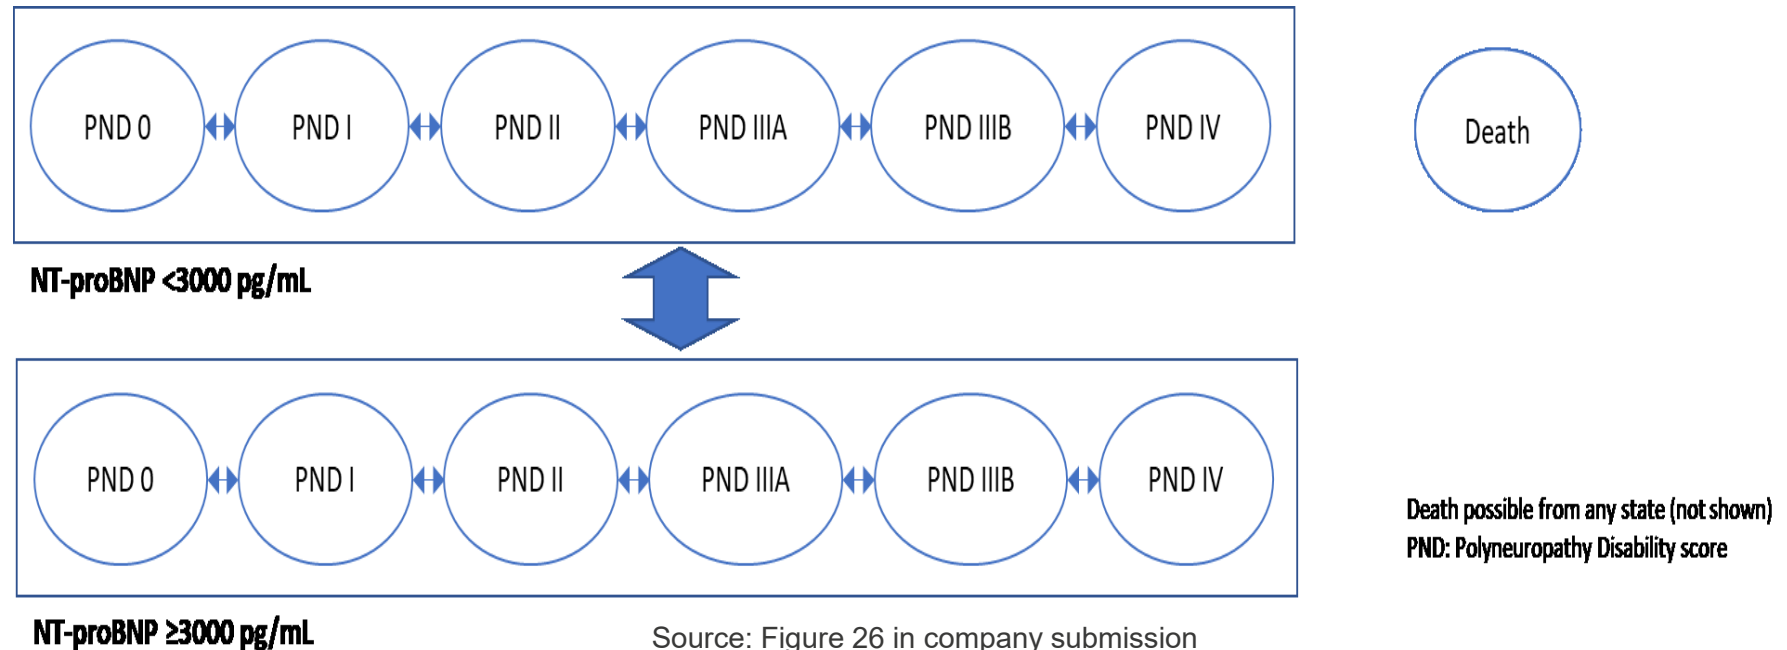 PND 0 PND I PND II PND IIIA PND IIIB PND IV Death
NT-proBNP <3000 pg/mL
PND 0 PND I PND II PND IIIA PND IIIB PND IV
Death possible from any state (not shown)
PND: Polyneuropathy Disability score
NT-proBNP ≥3000 pg/mL
Source: Figure 26 in company submission